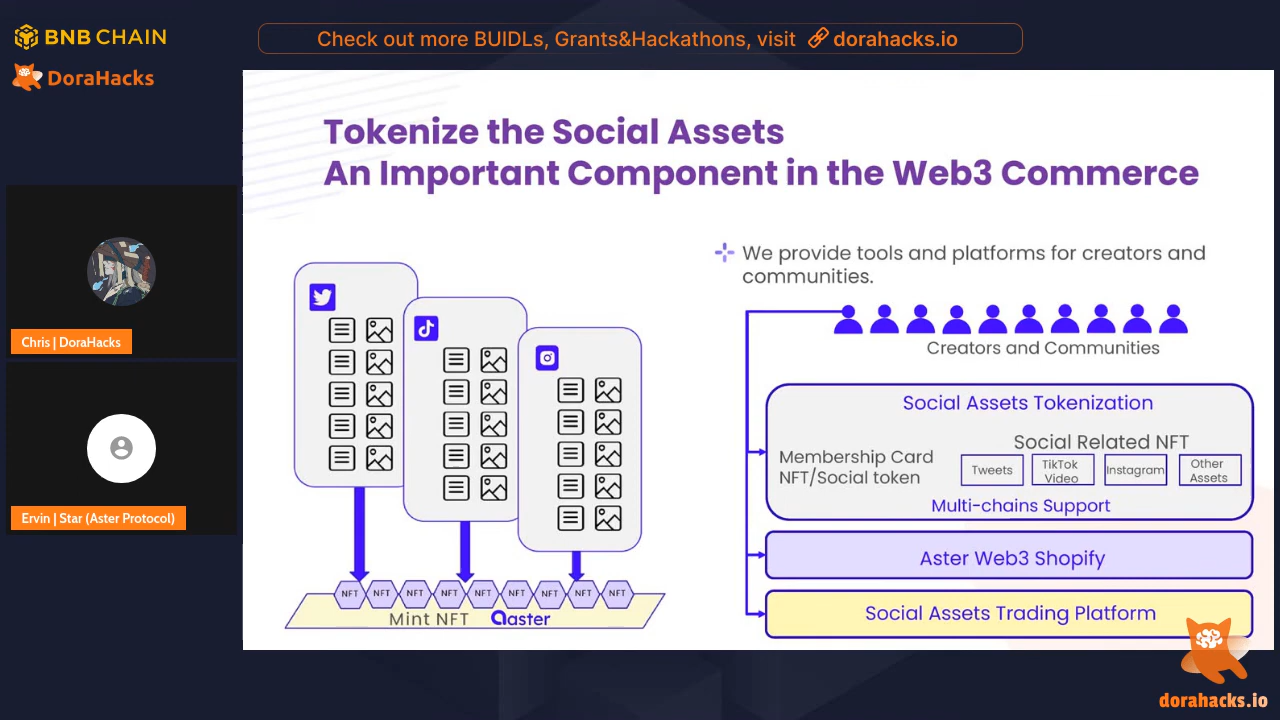 BNB CHAIN
DoraHacks
Check out more BUIDLs, Grants&Hackathons, visit dorahacks.io
Chris | DoraHacks
Ervin | Star (Aster Protocol)
Tokenize the Social Assets
An Important Component in the Web3 Commerce
NFT NFT NFT NFT NFT NFT NFT NFT NFT
Mint NFT aaster
We provide tools and platforms for creators and
communities.
Creators and Communities
Social Assets Tokenization
Social Related NFT
Membership Card
NFT/Social token
Tweets
TikTok
Video
Instagram
Other
Assets
Multi-chains Support
Aster Web3 Shopify
Social Assets Trading Platform
dorahacks.io